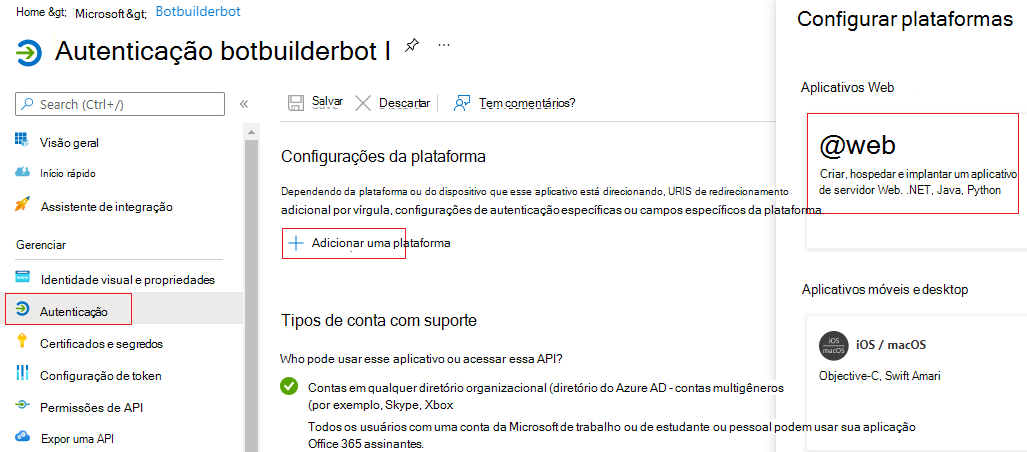 Home &gt; Microsoft&gt; Botbuilderbot
Autenticação botbuilderbot I
...
Search (Ctrl+/)
«
Visão geral
Início rápido
Assistente de integração
Gerenciar
Identidade visual e propriedades
Autenticação
Certificados e segredos
Configuração de token
Permissões de API
Expor uma API
Salvar
Descartar
Tem comentários?
Configurações da plataforma
Dependendo da plataforma ou do dispositivo que esse aplicativo está direcionando, URIS de redirecionamento
adicional por vírgula, configurações de autenticação específicas ou campos específicos da plataforma.
Adicionar uma plataforma
Tipos de conta com suporte
Who pode usar esse aplicativo ou acessar essa API?
Contas em qualquer diretório organizacional (diretório do Azure AD - contas multigêneros
(por exemplo, Skype, Xbox
Todos os usuários com uma conta da Microsoft de trabalho ou de estudante ou pessoal podem usar sua aplicação
Office 365 assinantes.
Configurar plataformas
Aplicativos Web
@web
Criar, hospedar e implantar um aplicativo
de servidor Web. .NET, Java, Python
Aplicativos móveis e desktop
iOS
macOS
iOS / macOS
Objective-C, Swift Amari